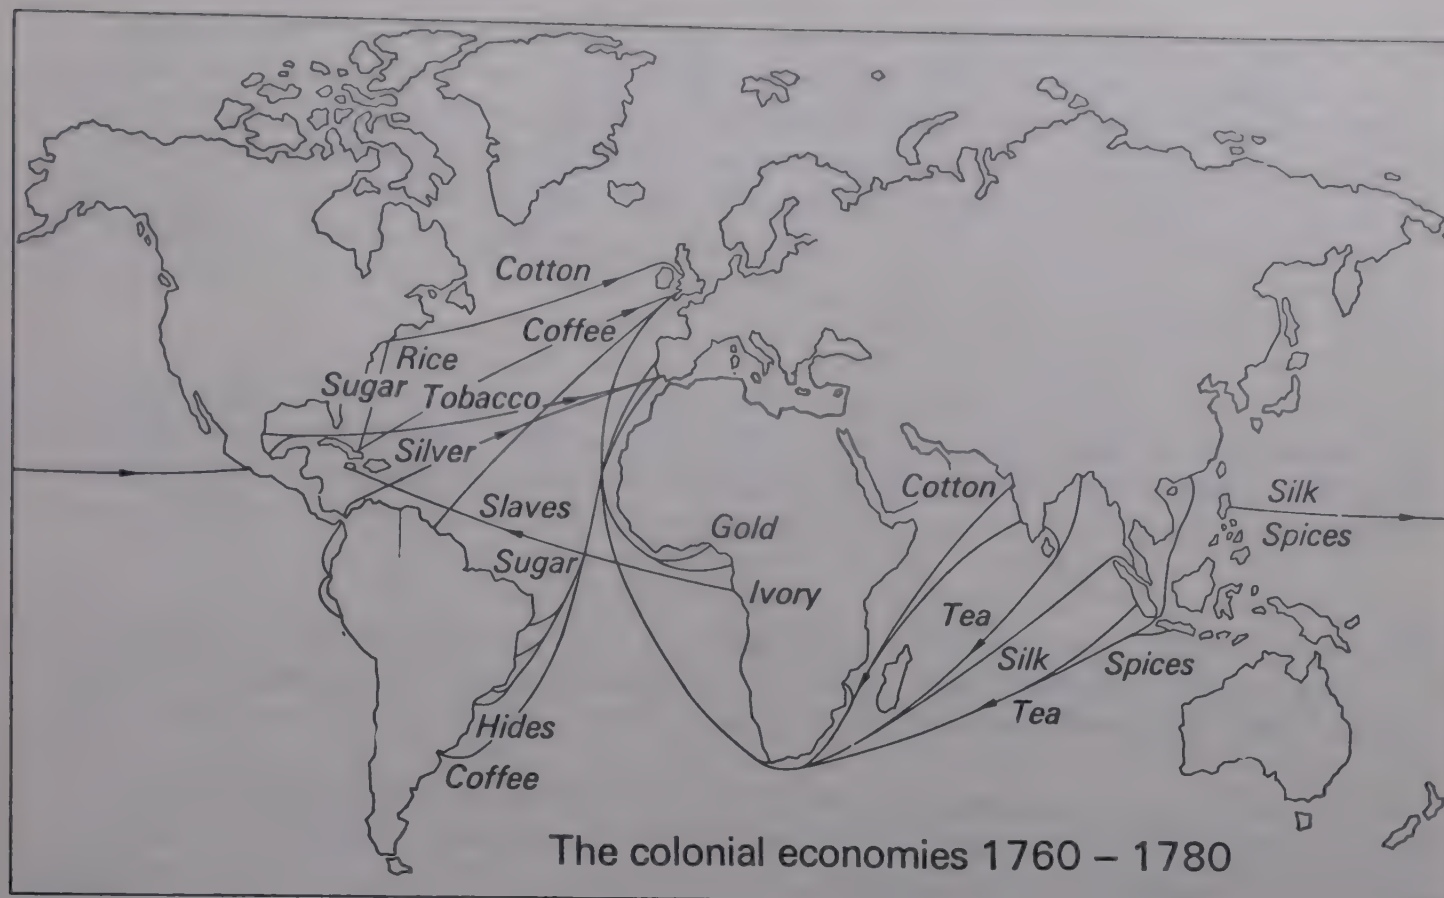 Cotton
Coffee
Rice
Sugar
Tobacco
Silver
Slaves
Sugar
Gold
Ivory
Cotton
Silk
Spices
Tea
Silk
Spices
Tea
Hides
Coffee
The colonial economies 1760 – 1780